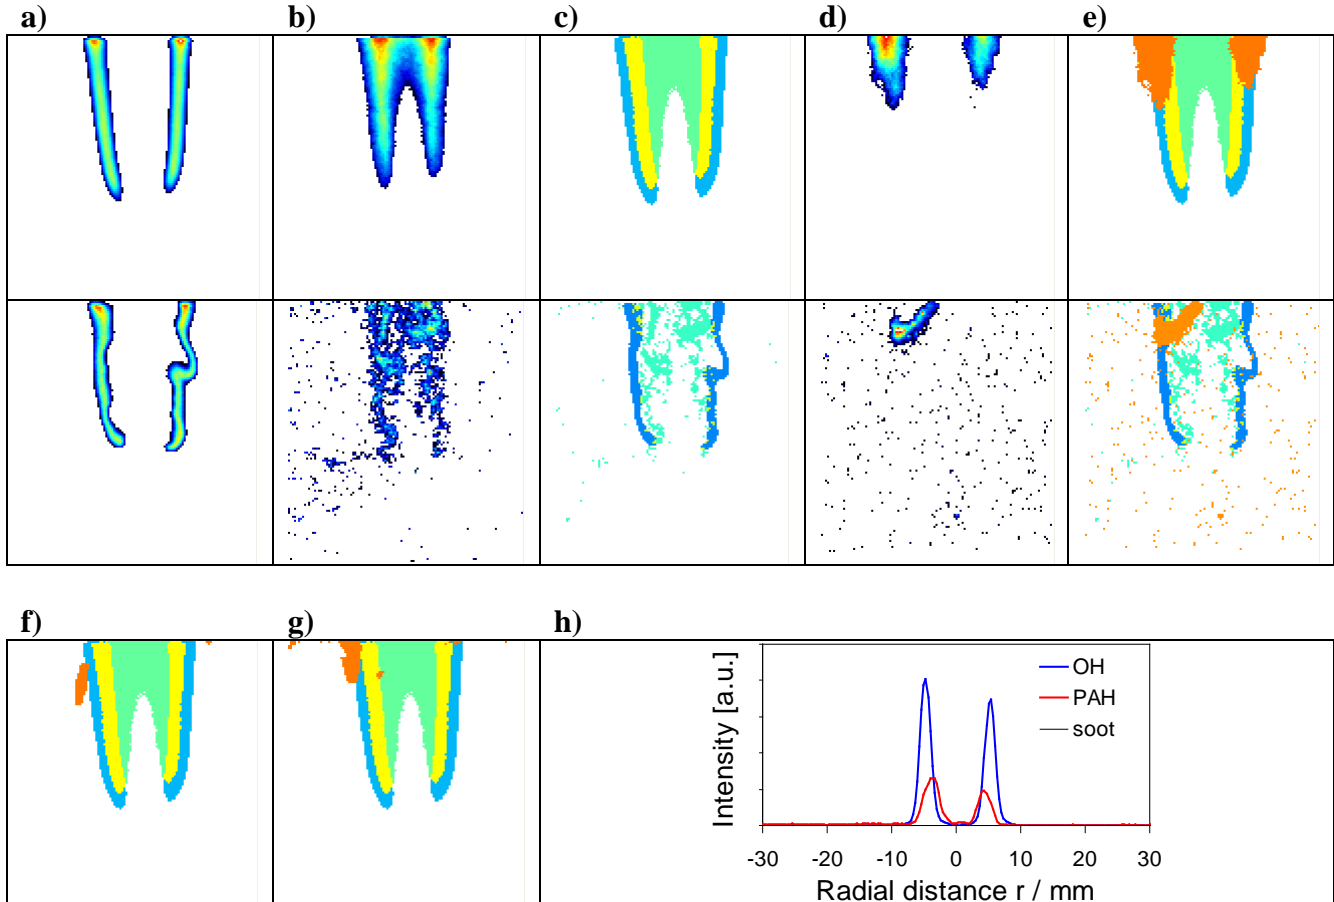 a) b) c) d) e)
f) g) h)
Intensity [a.u.]
OH
PAH
soot
-30 -20 -10 0 10 20 30
Radial distance r / mm